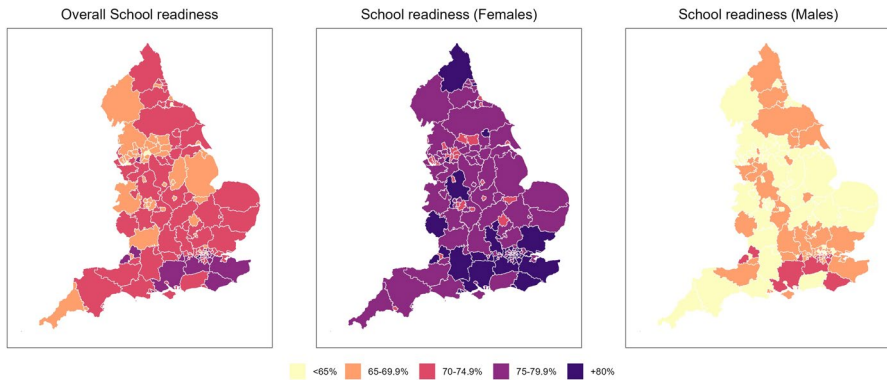 Overall School readiness
School readiness (Females)
School readiness (Males)
<65%
65-69.9%
70-74.9%
75-79.9%
+80%